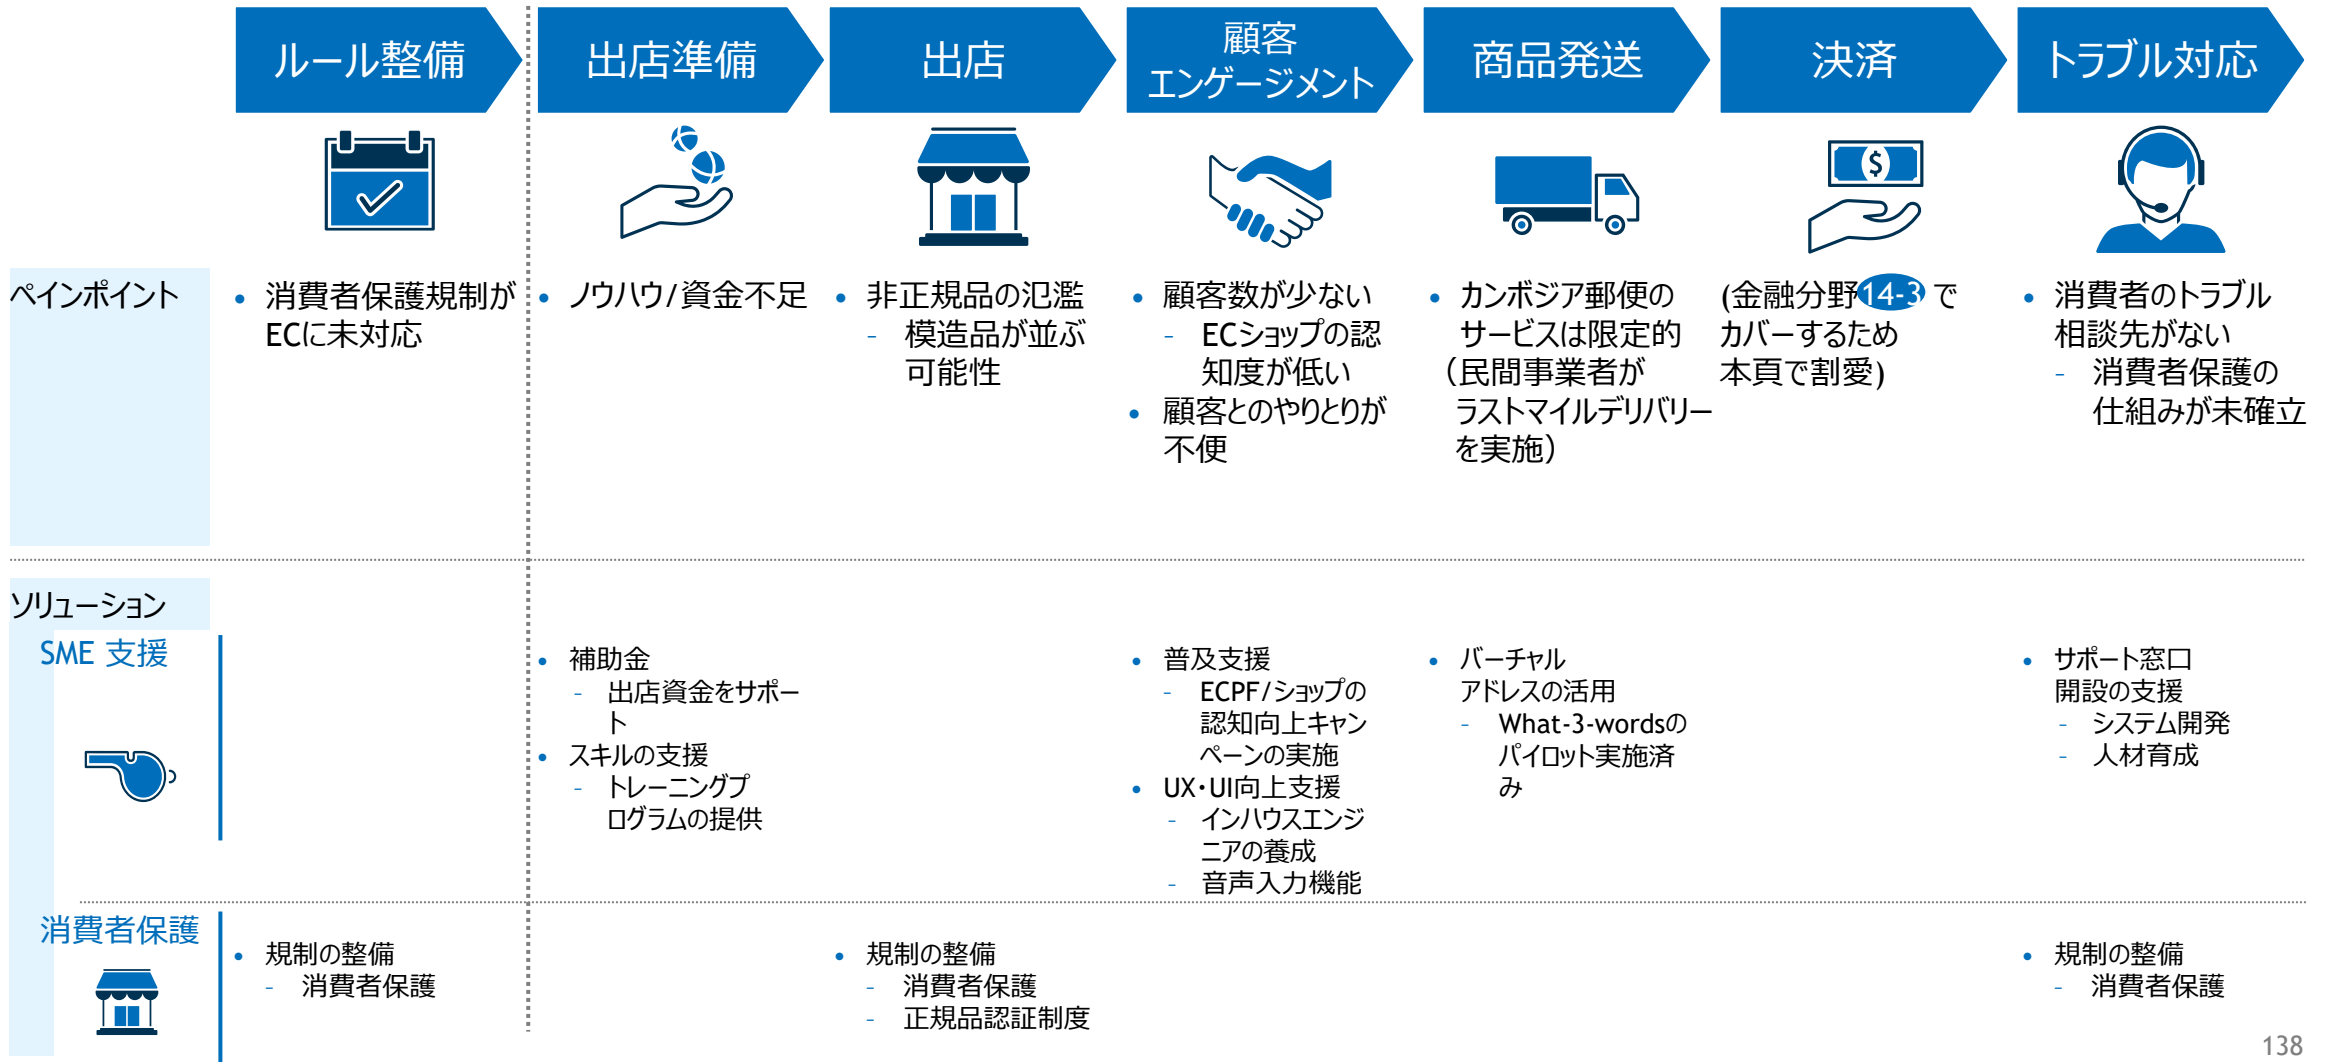 ルール整備
出店準備
出店
顧客
エンゲージメント
商品発送
決済
トラブル対応
ペインポイント
• 消費者保護規制が
ECに未対応
• ノウハウ/資金不足
• 非正規品の氾濫
- 模造品が並ぶ
可能性
• 顧客数が少ない
- ECショップの認
知度が低い
• 顧客とのやりとりが
不便
• カンボジア郵便の
サービスは限定的
（民間事業者が
ラストマイルデリバリー
を実施）
(金融分野 14-3 で
カバーするため
本頁で割愛)
• 消費者のトラブル
相談先がない
- 消費者保護の
仕組みが未確立
ソリューション
SME 支援
• 補助金
- 出店資金をサポー
ト
• スキルの支援
- トレーニングプ
ログラムの提供
• 普及支援
- ECPF/ショップの
認知向上キャン
ペーンの実施
• UX・UI向上支援
- インハウスエンジ
ニアの養成
- 音声入力機能
• バーチャル
アドレスの活用
- What-3-wordsの
パイロット実施済
み
• サポート窓口
開設の支援
- システム開発
- 人材育成
消費者保護
• 規制の整備
- 消費者保護
• 規制の整備
- 消費者保護
- 正規品認証制度
• 規制の整備
- 消費者保護
138